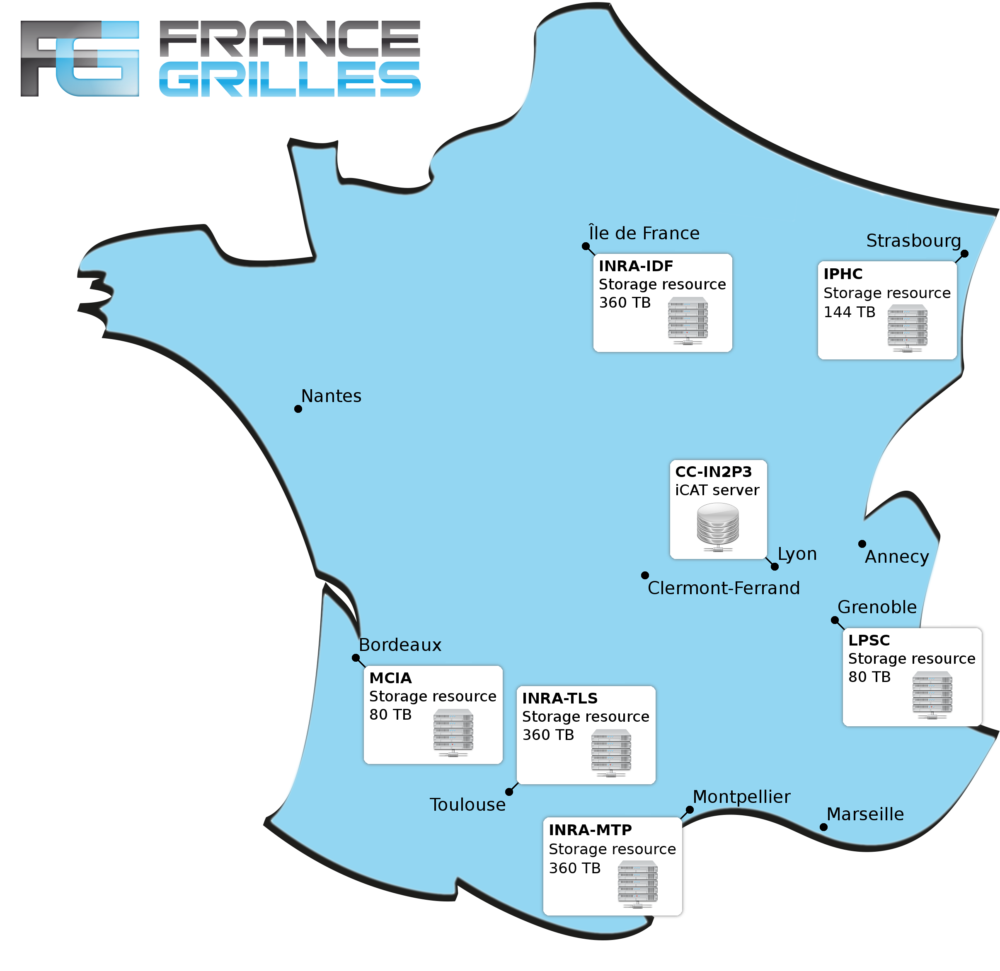 FG FRANCE
GRILLES
Île de France
INRA-IDF
Storage resource
360 TB
Strasbourg
IPHC
Storage resource
144 TB
Nantes
CC-IN2P3
iCAT server
Lyon
Annecy
Clermont-Ferrand
Grenoble
LPSC
Storage resource
80 TB
Bordeaux
MCIA
Storage resource
80 TB
INRA-TLS
Storage resource
360 TB
Toulouse
Montpellier
INRA-MTP
Storage resource
360 TB
Marseille